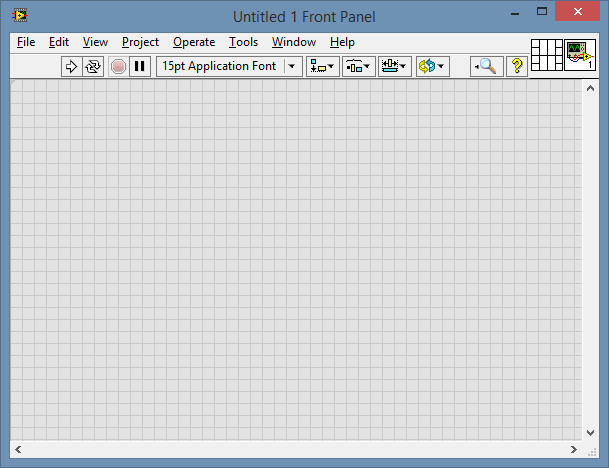 Untitled 1 Front Panel
File Edit View Project Operate Tools Window Help
15pt Application Font ?
1